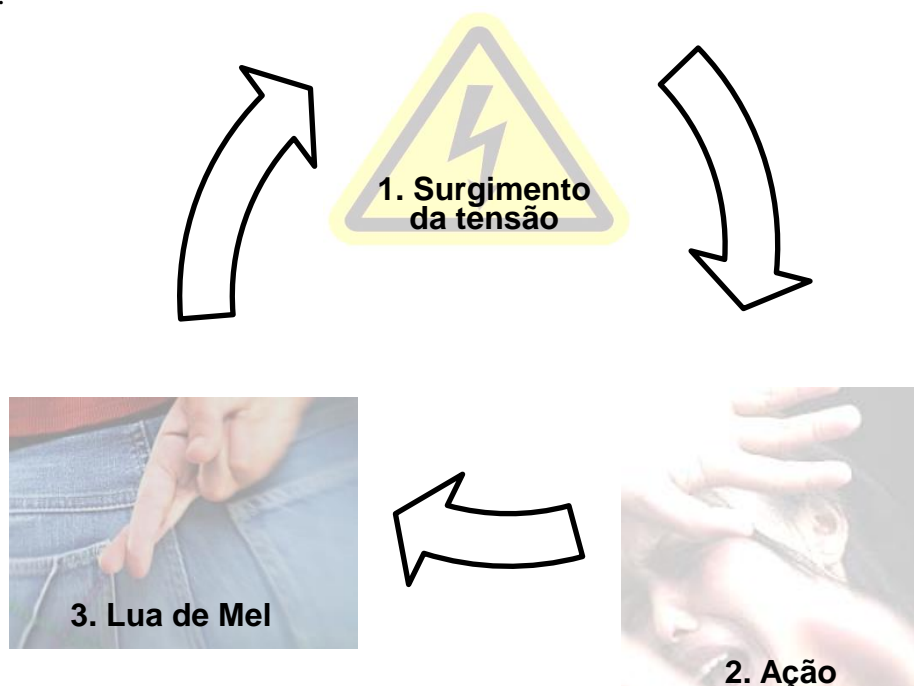 1. Surgimento
da tensão
3. Lua de Mel
2. Ação